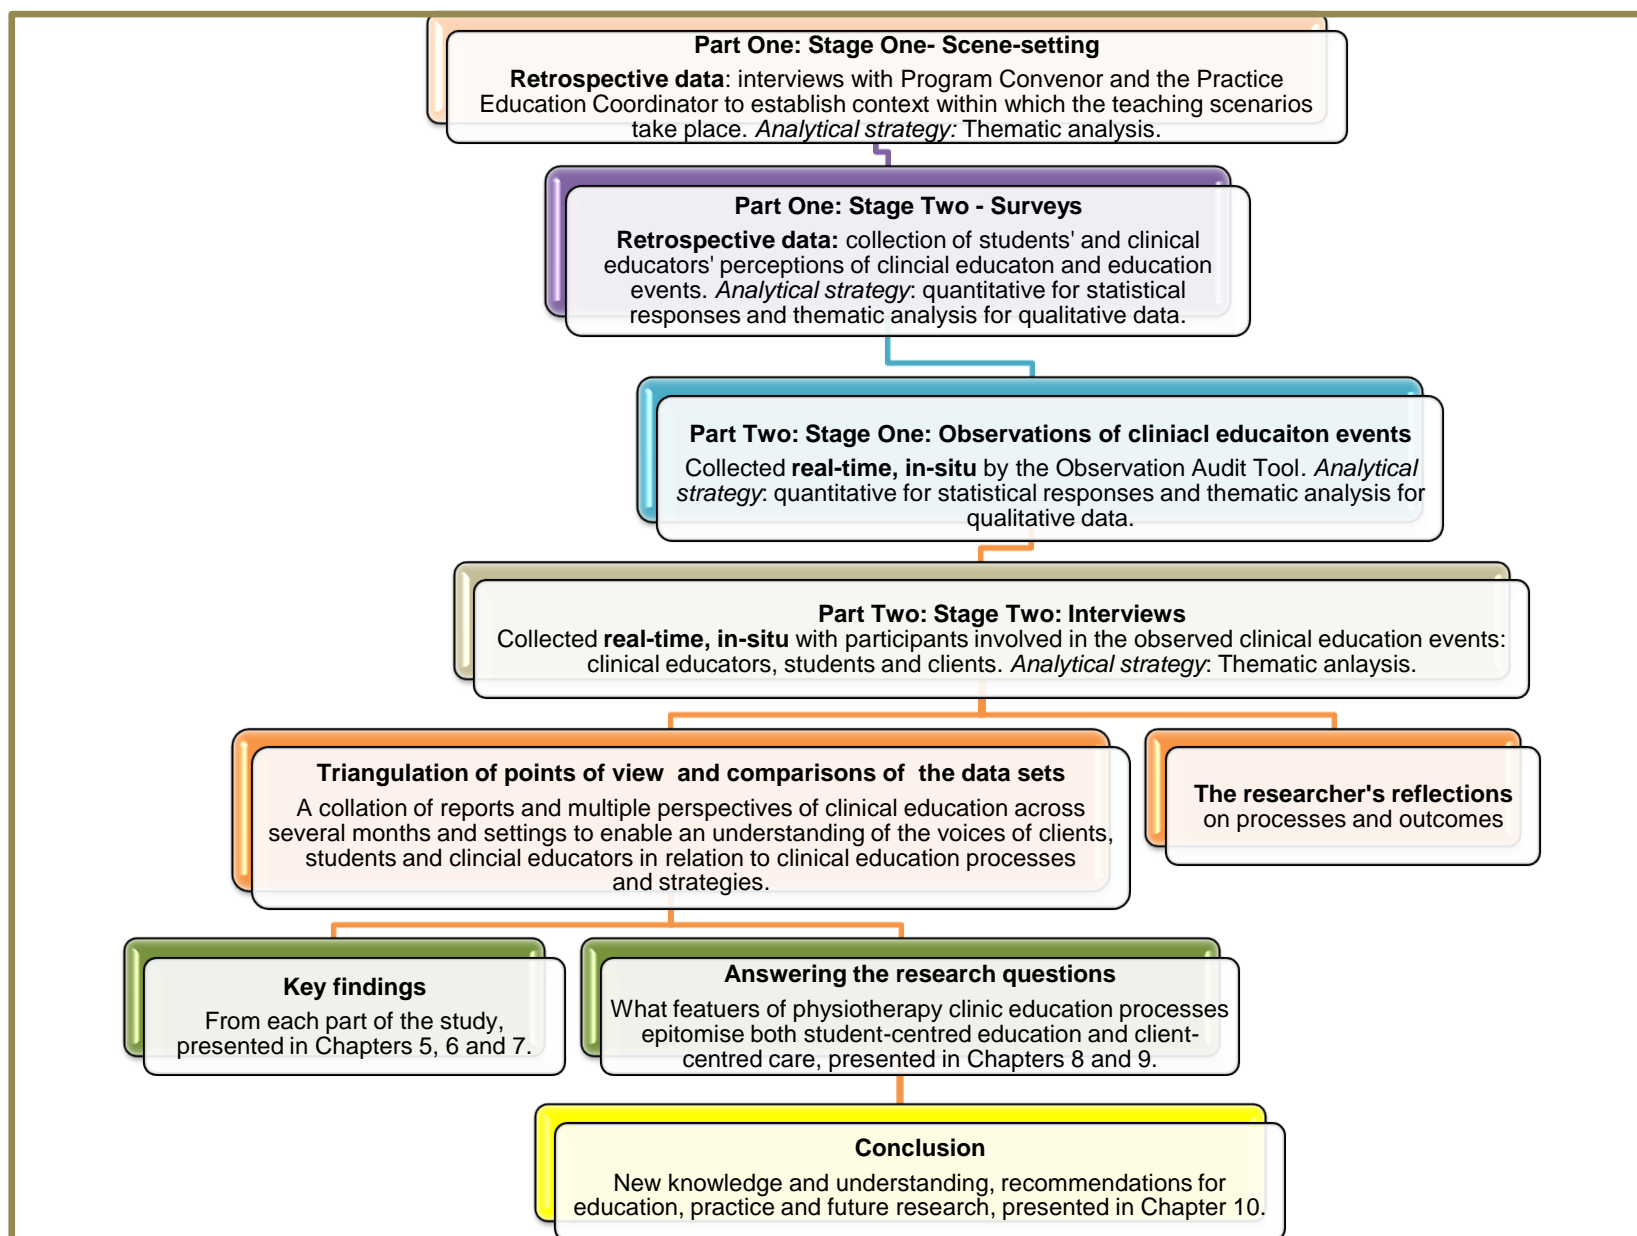 Part One: Stage One- Scene-setting
Retrospective data: interviews with Program Convenor and the Practice
Education Coordinator to establish context within which the teaching scenarios
take place. Analytical strategy: Thematic analysis.
Part One: Stage Two - Surveys
Retrospective data: collection of students' and clinical
educators' perceptions of clincial educaton and education
events. Analytical strategy: quantitative for statistical
responses and thematic analysis for qualitative data.
Part Two: Stage One: Observations of cliniacl educaiton events
Collected real-time, in-situ by the Observation Audit Tool. Analytical
strategy: quantitative for statistical responses and thematic analysis for
qualitative data.
Part Two: Stage Two: Interviews
Collected real-time, in-situ with participants involved in the observed clinical education events:
clinical educators, students and clients. Analytical strategy: Thematic anlaysis.
Triangulation of points of view  and comparisons of  the data sets
A collation of reports and multiple perspectives of clinical education across
several months and settings to enable an understanding of the voices of clients,
students and clincial educators in relation to clinical education processes
and strategies.
The researcher's reflections
on processes and outcomes
Key findings
From each part of the study,
presented in Chapters 5, 6 and 7.
Answering the research questions
What featuers of physiotherapy clinic education processes
epitomise both student-centred education and client-
centred care, presented in Chapters 8 and 9.
Conclusion
New knowledge and understanding, recommendations for
education, practice and future research, presented in Chapter 10.